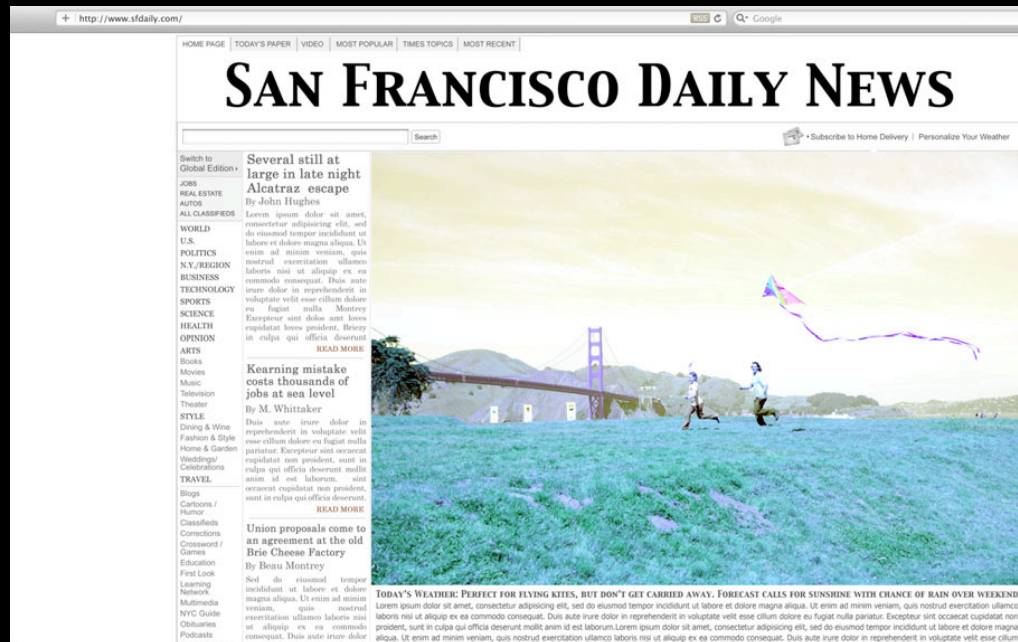 http://www.sfdaily.com/
RSS
Google
HOME PAGE
TODAY'S PAPER
VIDEO
MOST POPULAR
TIMES TOPICS
MOST RECENT
SAN FRANCISCO DAILY NEWS
Search
Subscribe to Home Delivery | Personalize Your Weather
Switch to
Global Edition
JOBS
REAL ESTATE
AUTOS
ALL CLASSIFIEDS
WORLD
U.S.
POLITICS
N.Y./REGION
BUSINESS
TECHNOLOGY
SPORTS
SCIENCE
HEALTH
OPINION
ARTS
Books
Movies
Music
Television
Theater
STYLE
Dining & Wine
Fashion & Style
Home & Garden
Weddings/
Celebrations
TRAVEL
Blogs
Cartoons /
Humor
Classifieds
Corrections
Crossword /
Games
Education
First Look
Learning
Network
Multimedia
NYC Guide
Obituaries
Podcasts
Several still at
large in late night
Alcatraz escape
By John Hughes
Lorem ipsum dolor sit amet,
consectetur adipisicing elit, sed
do eiusmod tempor incididunt ut
labore et dolore magna aliqua. Ut
enim ad minim veniam, quis
nostrud exercitation ullamco
laboris nisi ut aliquip ex ea
commodo consequat. Duis aute
irure dolor in reprehenderit in
voluptate velit esse cillum dolore
eu fugiat nulla Montrey
Excepteur sint dolos amt loves
cupidatat loves proident, Briezy
in culpa qui officia deserunt
READ MORE
Kearning mistake
costs thousands of
jobs at sea level
By M. Whittaker
Duis aute irure dolor in
reprehenderit in voluptate velit
esse cillum dolore eu fugiat nulla
pariatur. Excepteur sint occaecat
cupidatat non proident, sunt in
culpa qui officia deserunt mollit
anim id est laborum. sint
occaecat cupidatat non proident,
sunt in culpa qui officia deserunt.
READ MORE
Union proposals come to
an agreement at the old
Brie Cheese Factory
By Beau Montrey
Sed do eiusmod tempor
incididunt ut labore et dolore
magna aliqua. Ut enim ad minim
veniam, quis nostrud
exercitation ullamco laboris nisi
ut aliquip ex ea commodo
consequat. Duis aute irure dolor
TODAY'S WEATHER: PERFECT FOR FLYING KITES, BUT DON'T GET CARRIED AWAY. FORECAST CALLS FOR SUNSHINE WITH CHANCE OF RAIN OVER WEEKEND
Lorem ipsum dolor sit amet, consectetur adipisicing elit, sed do eiusmod tempor incididunt ut labore et dolore magna aliqua. Ut enim ad minim veniam, quis nostrud exercitation ullamco
laboris nisi ut aliquip ex ea commodo consequat. Duis aute irure dolor in reprehenderit in voluptate velit esse cillum dolore eu fugiat nulla pariatur. Excepteur sint occaecat cupidatat non
proident, sunt in culpa qui officia deserunt mollit anim id est laborum.Lorem ipsum dolor sit amet, consectetur adipisicing elit, sed do eiusmod tempor incididunt ut labore et dolore magna
aliqua. Ut enim ad minim veniam, quis nostrud exercitation ullamco laboris nisi ut aliquip ex ea commodo consequat. Duis aute irure dolor in reprehenderit in voluptate velit esse cillum